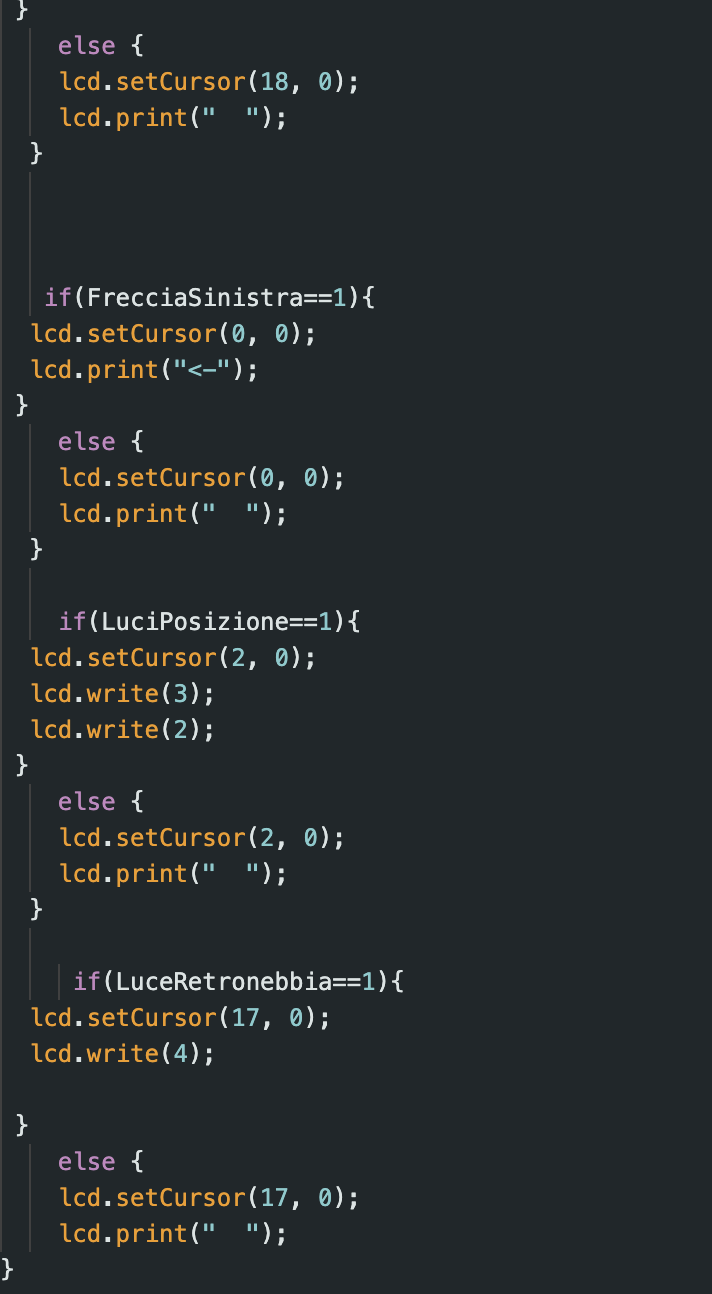 }
else {
lcd.setCursor(18, 0);
lcd.print("  ");
}
if(FrecciaSinistra==1){
lcd.setCursor(0, 0);
lcd.print("<-");
}
else {
lcd.setCursor(0, 0);
lcd.print("  ");
}
if(LuciPosizione==1){
lcd.setCursor(2, 0);
lcd.write(3);
lcd.write(2);
}
else {
lcd.setCursor(2, 0);
lcd.print("  ");
}
if(LuceRetronebbia==1){
lcd.setCursor(17, 0);
lcd.write(4);
}
else {
lcd.setCursor(17, 0);
lcd.print("  ");
}